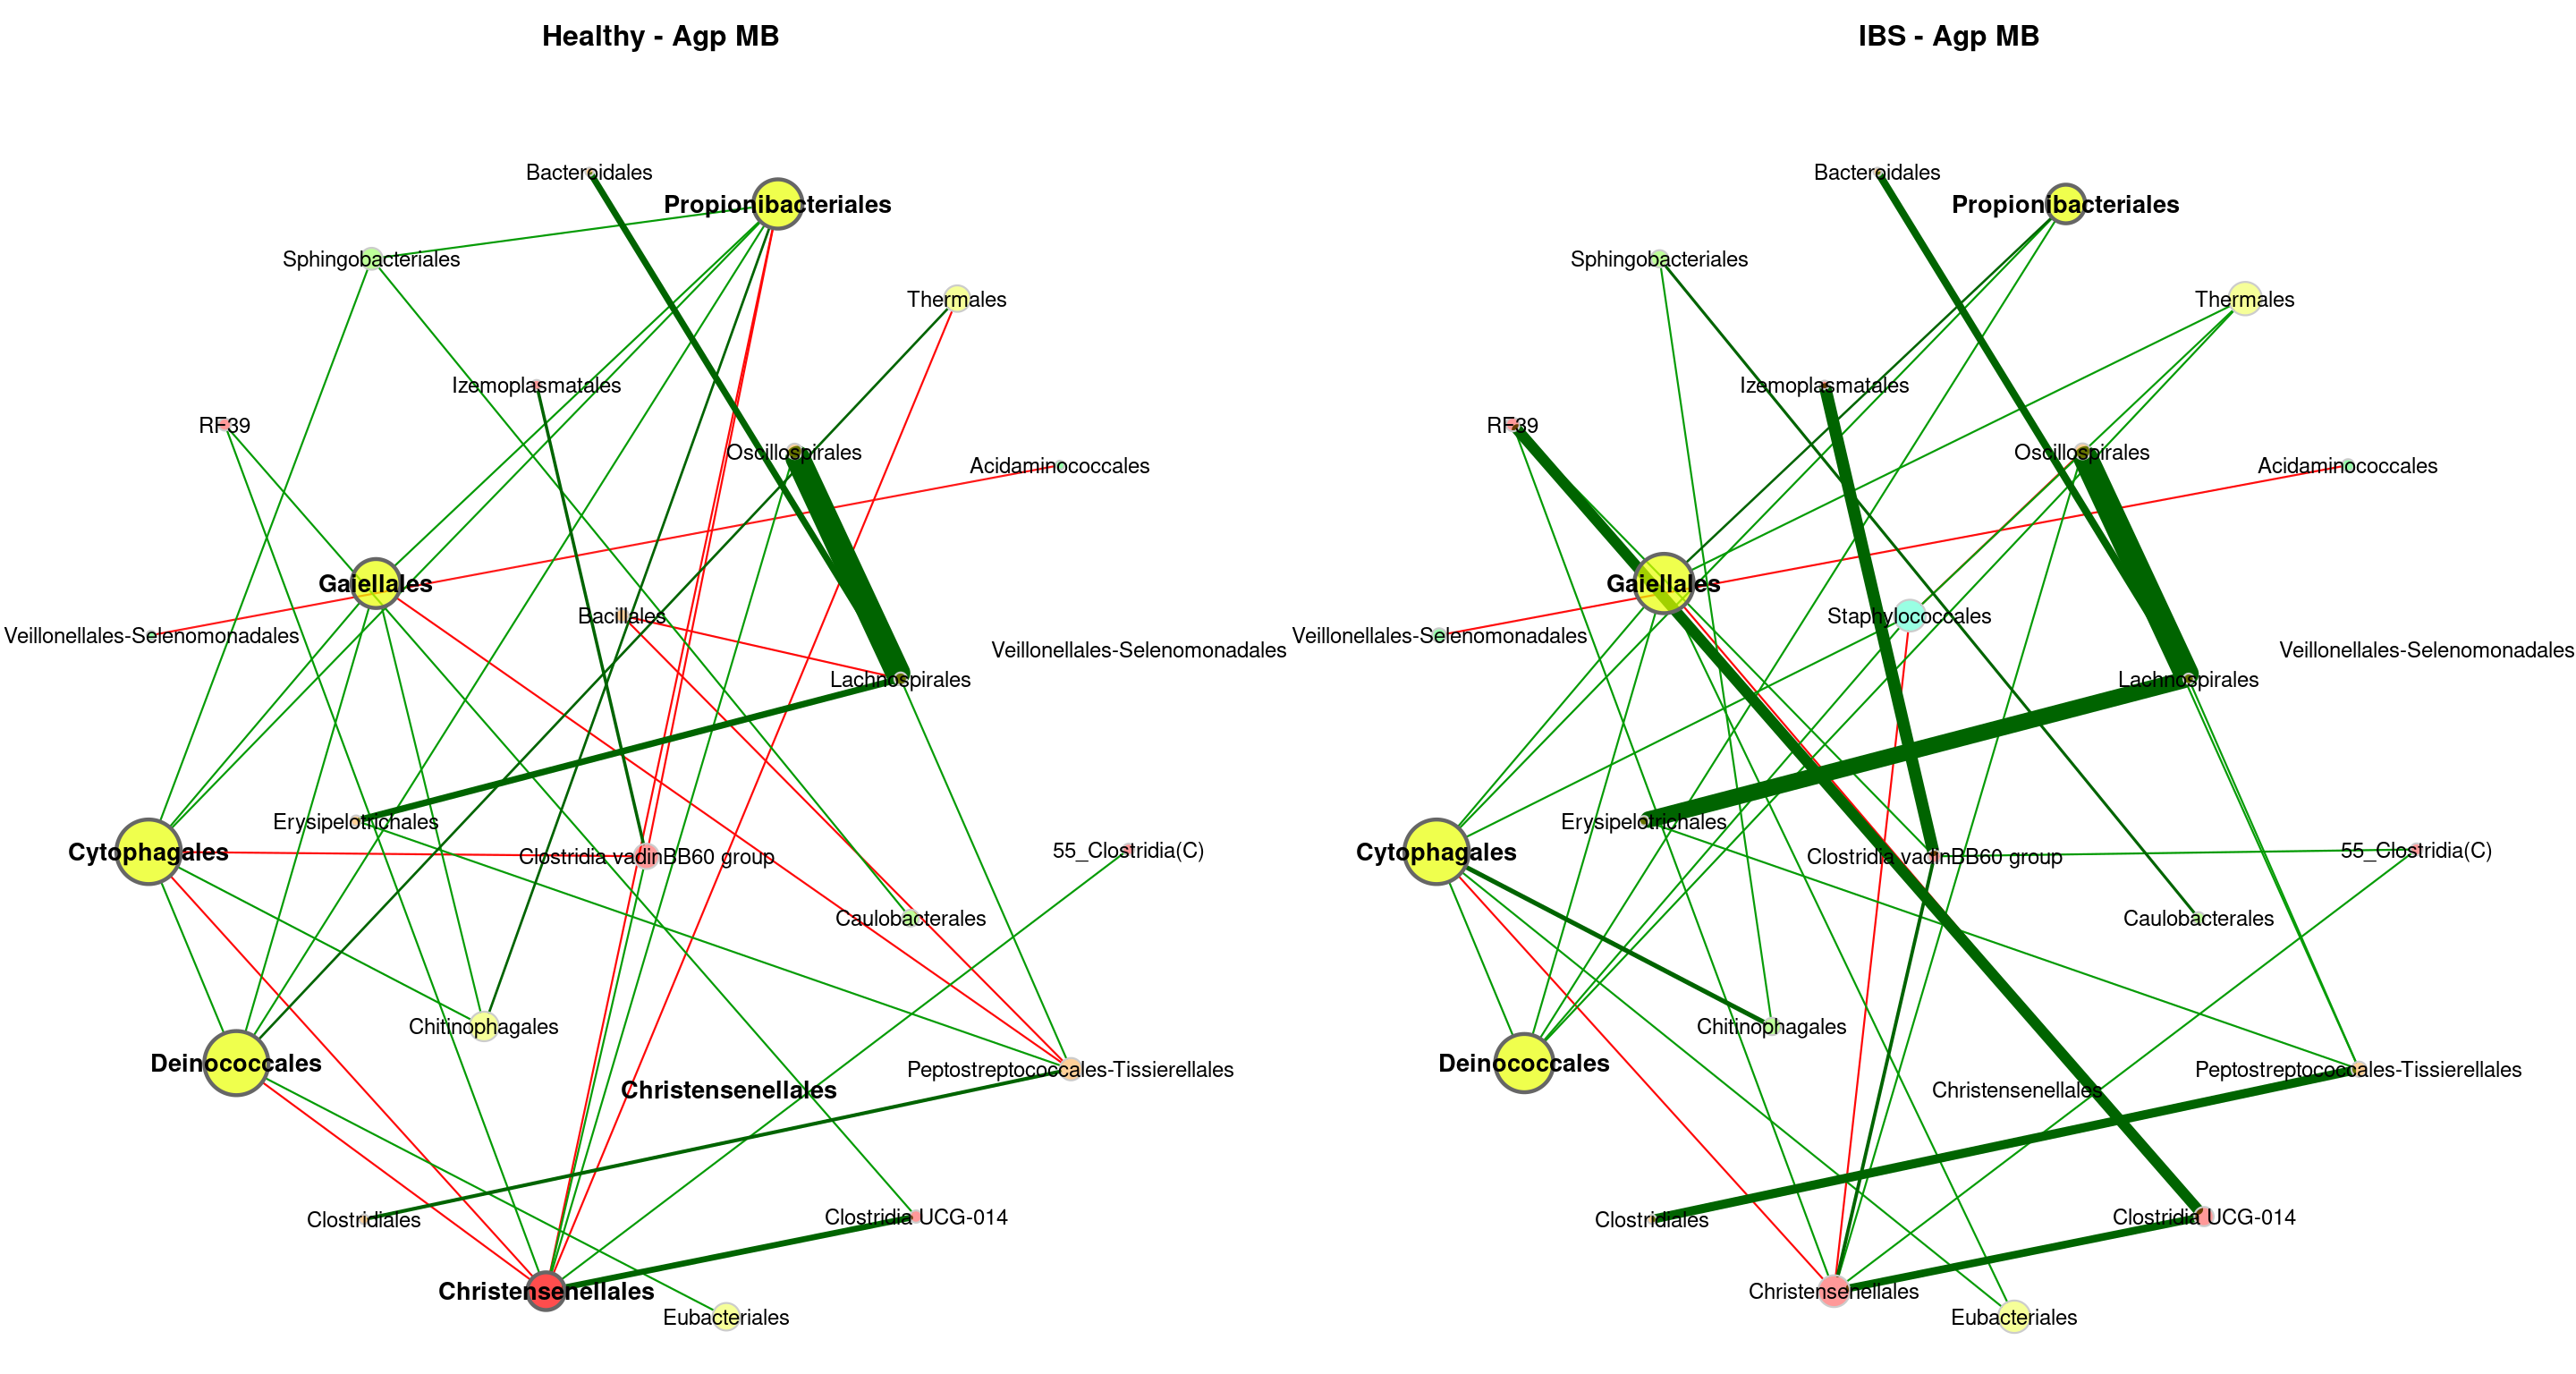 Healthy - Agp MB
Bacteroidales
Propionibacteriales
Sphingobacteriales
Thermales
Izemoplasmatales
RF39
Oscillospirales
Acidaminococcales
Gaiellales
Bacillales
Veillonellales-Selenomonadales
Veillonellales-Selenomonadales
Lachnospirales
Erysipelotrichales
Cytophagales
Clostridia vadinBB60 group
55_Clostridia(C)
Caulobacterales
Chitinophagales
Deinococcales
Peptostreptococcales-Tissierellales
Christensenellales
Clostridiales
Clostridia UCG-014
Christensenellales
Eubacteriales
IBS - Agp MB
Bacteroidales
Propionibacteriales
Sphingobacteriales
Thermales
Izemoplasmatales
RF39
Oscillospirales
Acidaminococcales
Gaiellales
Staphylococcales
Veillonellales-Selenomonadales
Veillonellales-Selenomonadales
Lachnospirales
Erysipelotrichales
Cytophagales
Clostridia vadinBB60 group
55_Clostridia(C)
Caulobacterales
Chitinophagales
Deinococcales
Peptostreptococcales-Tissierellales
Christensenellales
Clostridiales
Clostridia UCG-014
Christensenellales
Eubacteriales